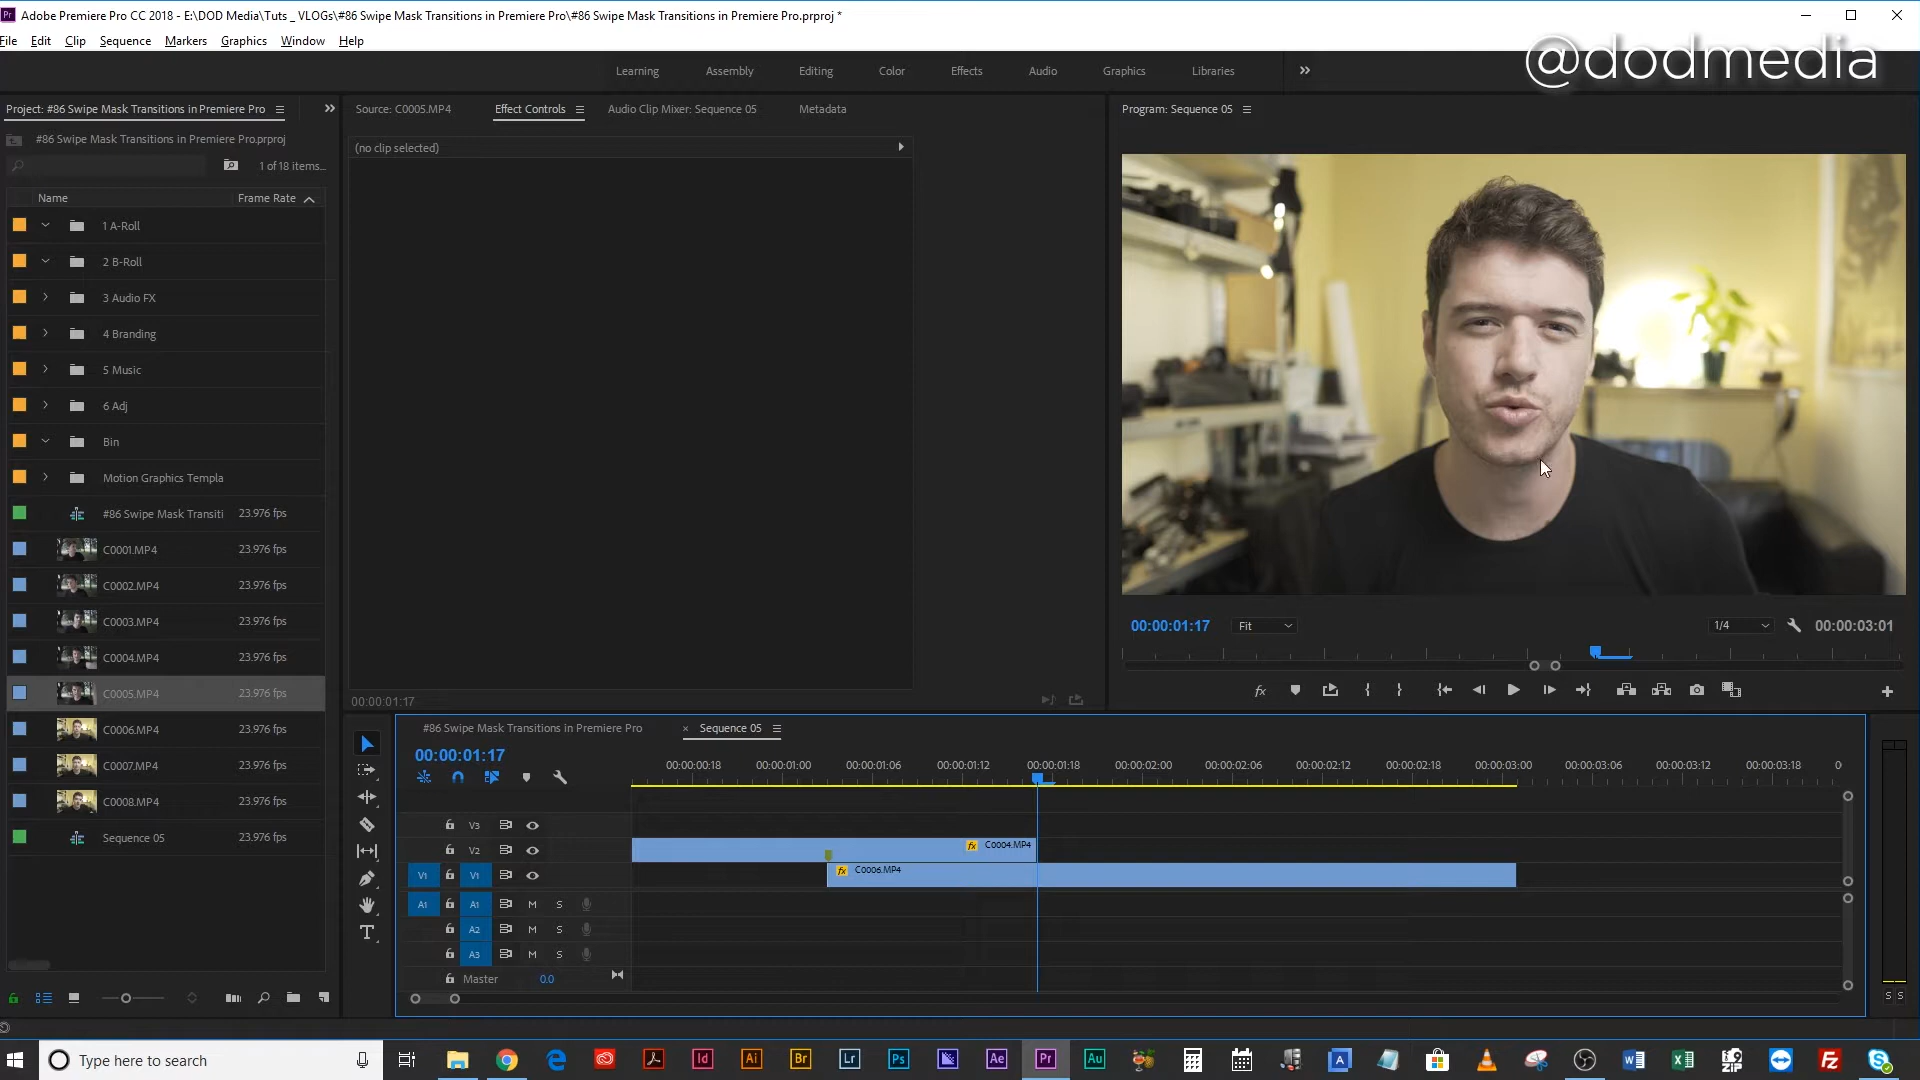 Adobe Premiere Pro CC 2018 - E:\DOD Media\Tuts _ VLOGs\#86 Swipe Mask Transitions in Premiere Pro\#86 Swipe Mask Transitions in Premiere Pro.prproj *
File Edit Clip Sequence Markers Graphics Window Help
@dodmedia
Learning Assembly Editing Color Effects Audio Graphics Libraries
Project: #86 Swipe Mask Transitions in Premiere Pro
Source: C0005.MP4 Effect Controls Audio Clip Mixer: Sequence 05 Metadata
Program: Sequence 05
#86 Swipe Mask Transitions in Premiere Pro.prproj
(no clip selected)
1 of 18 items...
Name Frame Rate
1 A-Roll
2 B-Roll
3 Audio FX
4 Branding
5 Music
6 Adj
Bin
Motion Graphics Templa
#86 Swipe Mask Transiti 23.976 fps
C0001.MP4 23.976 fps
C0002.MP4 23.976 fps
C0003.MP4 23.976 fps
C0004.MP4 23.976 fps
C0005.MP4 23.976 fps
C0006.MP4 23.976 fps
C0007.MP4 23.976 fps
C0008.MP4 23.976 fps
Sequence 05 23.976 fps
00:00:01:17
00:00:01:17 Fit 1/4 00:00:03:01
fx
#86 Swipe Mask Transitions in Premiere Pro × Sequence 05
00:00:01:17
00:00:00:18 00:00:01:00 00:00:01:06 00:00:01:12 00:00:01:18 00:00:02:00 00:00:02:06 00:00:02:12 00:00:02:18 00:00:03:00 00:00:03:06 00:00:03:12 00:00:03:18 0
V3
V2 fx C0004.MP4
V1 V1 fx C0006.MP4
A1 A1 M S
A2 M S
A3 M S
Master 0.0
S S
T
Type here to search
Id Ai Br Lr Ps Ae Pr Au